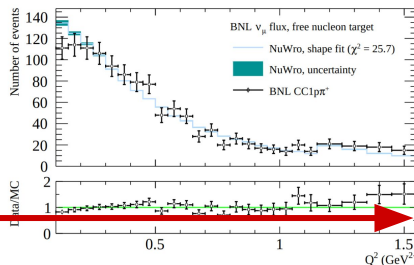 140
120
100
80
60
40
20
0
Number of events
BNL νμ flux, free nucleon target
NuWro, shape fit (χ² = 25.7)
NuWro, uncertainty
BNL CC1pπ⁺
2
1
0
Data/MC
0.5
1
1.5
Q² (GeV²